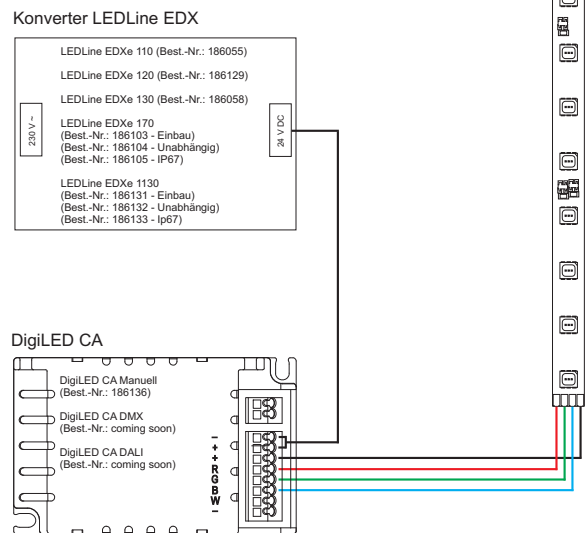 Konverter LEDLine EDX
LEDLine EDXe 110 (Best.-Nr.: 186055)
LEDLine EDXe 120 (Best.-Nr.: 186129)
LEDLine EDXe 130 (Best.-Nr.: 186058)
LEDLine EDXe 170
(Best.-Nr.: 186103 - Einbau)
(Best.-Nr.: 186104 - Unabhängig)
(Best.-Nr.: 186105 - IP67)
LEDLine EDXe 1130
(Best.-Nr.: 186131 - Einbau)
(Best.-Nr.: 186132 - Unabhängig)
(Best.-Nr.: 186133 - Ip67)
230 V ~
24 V DC
DigiLED CA
DigiLED CA Manuell
(Best.-Nr.: 186136)
DigiLED CA DMX
(Best.-Nr.: coming soon)
DigiLED CA DALI
(Best.-Nr.: coming soon)
–
+
+
R
G
B
W
–